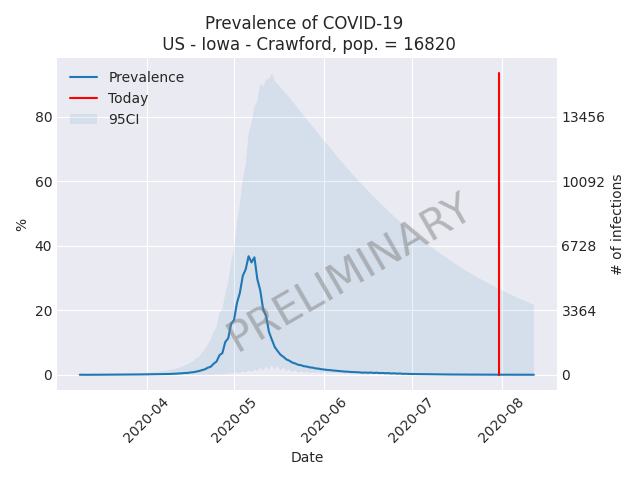 Prevalence of COVID-19
US - Iowa - Crawford, pop. = 16820
Prevalence
Today
95CI
80
60
40
20
0
%
13456
10092
6728
3364
0
# of infections
PRELIMINARY
2020-04
2020-05
2020-06
2020-07
2020-08
Date